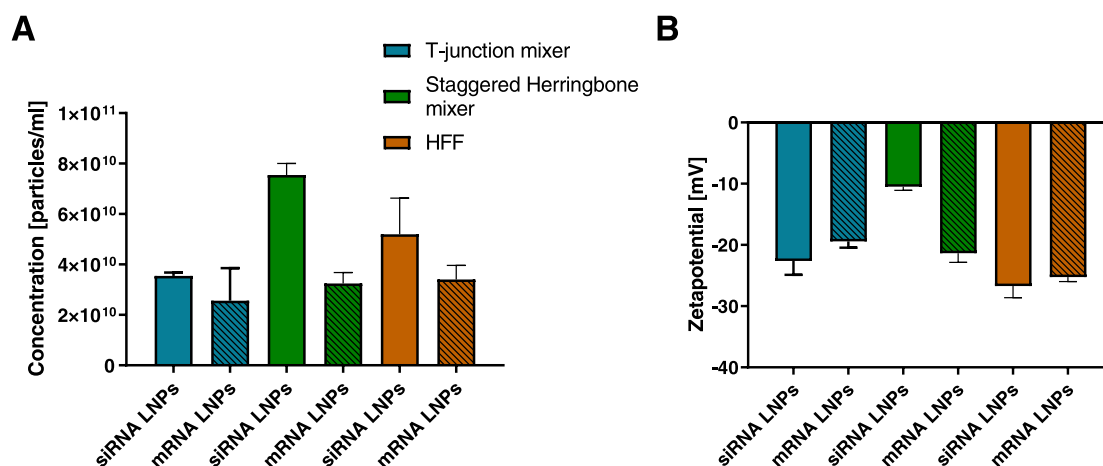 A
T-junction mixer
Staggered Herringbone
mixer
HFF
Concentration [particles/ml]
1×10¹¹
8×10¹⁰
6×10¹⁰
4×10¹⁰
2×10¹⁰
0
siRNA LNPs
mRNA LNPs
siRNA LNPs
mRNA LNPs
siRNA LNPs
mRNA LNPs
B
Zetapotential [mV]
0
-10
-20
-30
-40
siRNA LNPs
mRNA LNPs
siRNA LNPs
mRNA LNPs
siRNA LNPs
mRNA LNPs